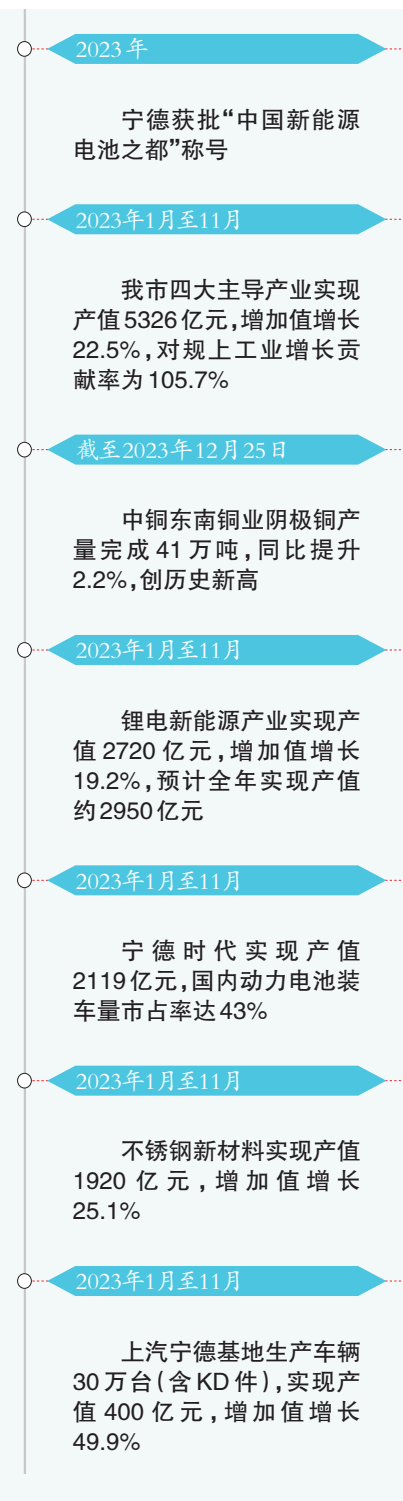 2023年
宁德获批“中国新能源
电池之都”称号
2023年1月至11月
我市四大主导产业实现
产值5326亿元,增加值增长
22.5%,对规上工业增长贡
献率为105.7%
截至2023年12月25日
中铜东南铜业阴极铜产
量完成41万吨,同比提升
2.2%,创历史新高
2023年1月至11月
锂电新能源产业实现产
值2720亿元,增加值增长
19.2%,预计全年实现产值
约2950亿元
2023年1月至11月
宁德时代实现产值
2119亿元,国内动力电池装
车量市占率达43%
2023年1月至11月
不锈钢新材料实现产值
1920亿元,增加值增长
25.1%
2023年1月至11月
上汽宁德基地生产车辆
30万台(含KD件),实现产
值400亿元,增加值增长
49.9%